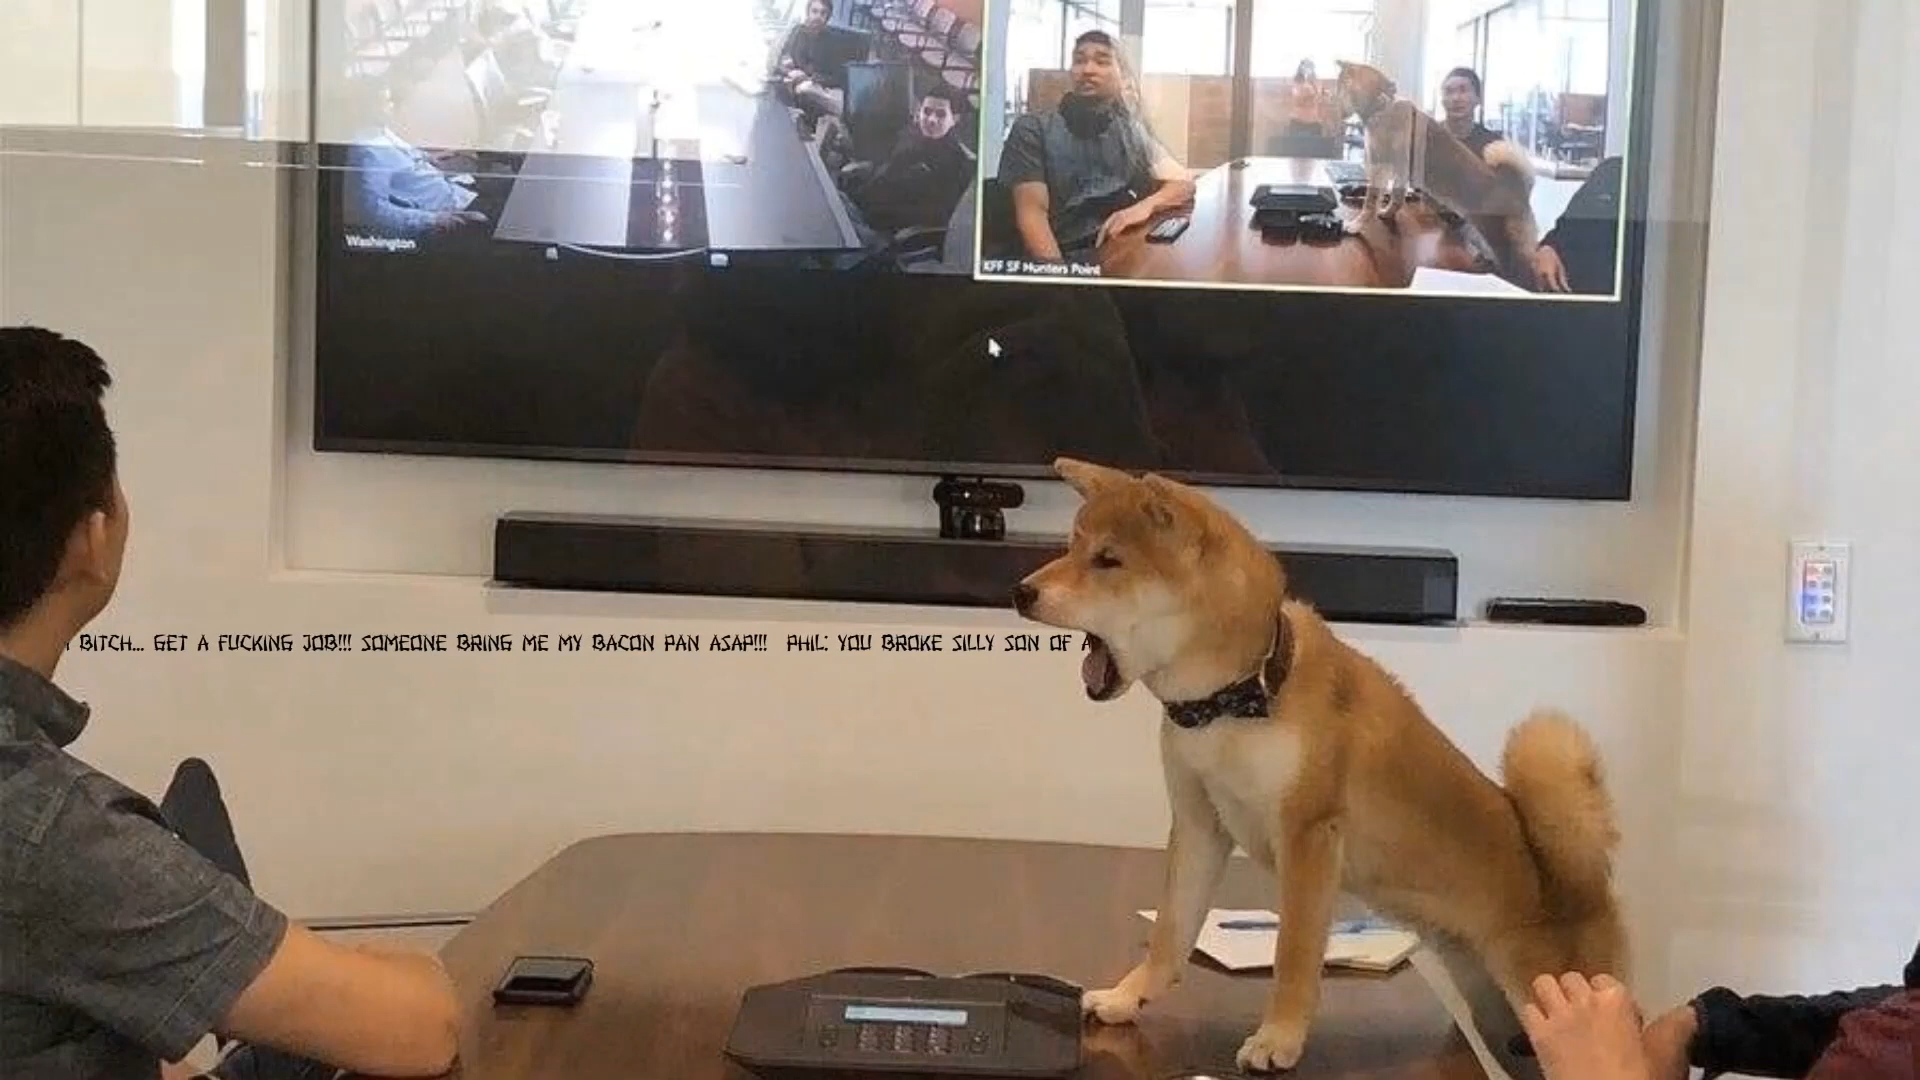 Washington
KFF SF Hunters Point
BITCH... GET A FUCKING JOB!!! SOMEONE BRING ME MY BACON PAN ASAP!!!  PHIL: YOU BROKE SILLY SON OF A